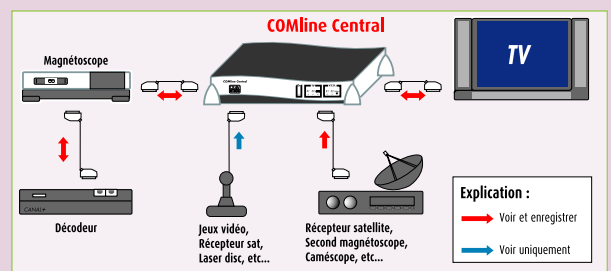 COMline Central
Magnétoscope
COMline Central
TV
CANAL+
Décodeur
Jeux vidéo,
Récepteur sat,
Laser disc, etc...
Récepteur satellite,
Second magnétoscope,
Caméscope, etc...
Explication :
Voir et enregistrer
Voir uniquement